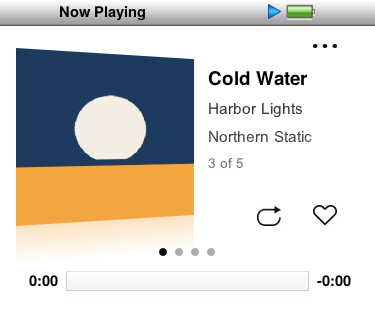 Now Playing
Cold Water
Harbor Lights
Northern Static
3 of 5
0:00
-0:00